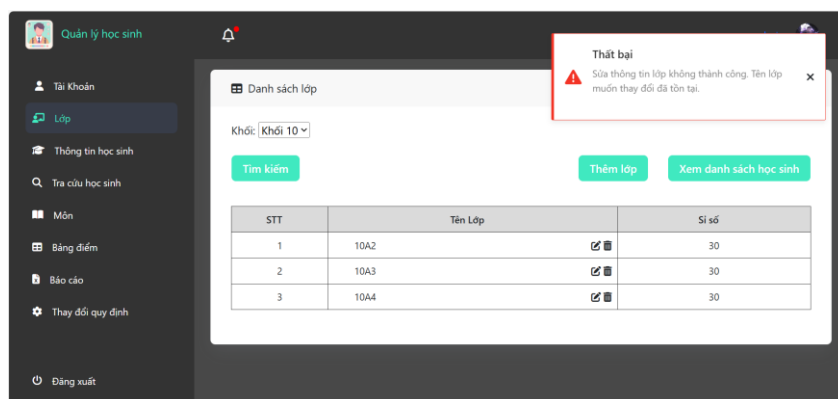 Quản lý học sinh
Thất bại
Sửa thông tin lớp không thành công. Tên lớp
muốn thay đổi đã tồn tại.
Tài Khoản
Lớp
Thông tin học sinh
Tra cứu học sinh
Môn
Bảng điểm
Báo cáo
Thay đổi quy định
Đăng xuất
Danh sách lớp
Khối: Khối 10
Tìm kiếm Thêm lớp Xem danh sách học sinh
STT Tên Lớp Sỉ số
1 10A2 30
2 10A3 30
3 10A4 30